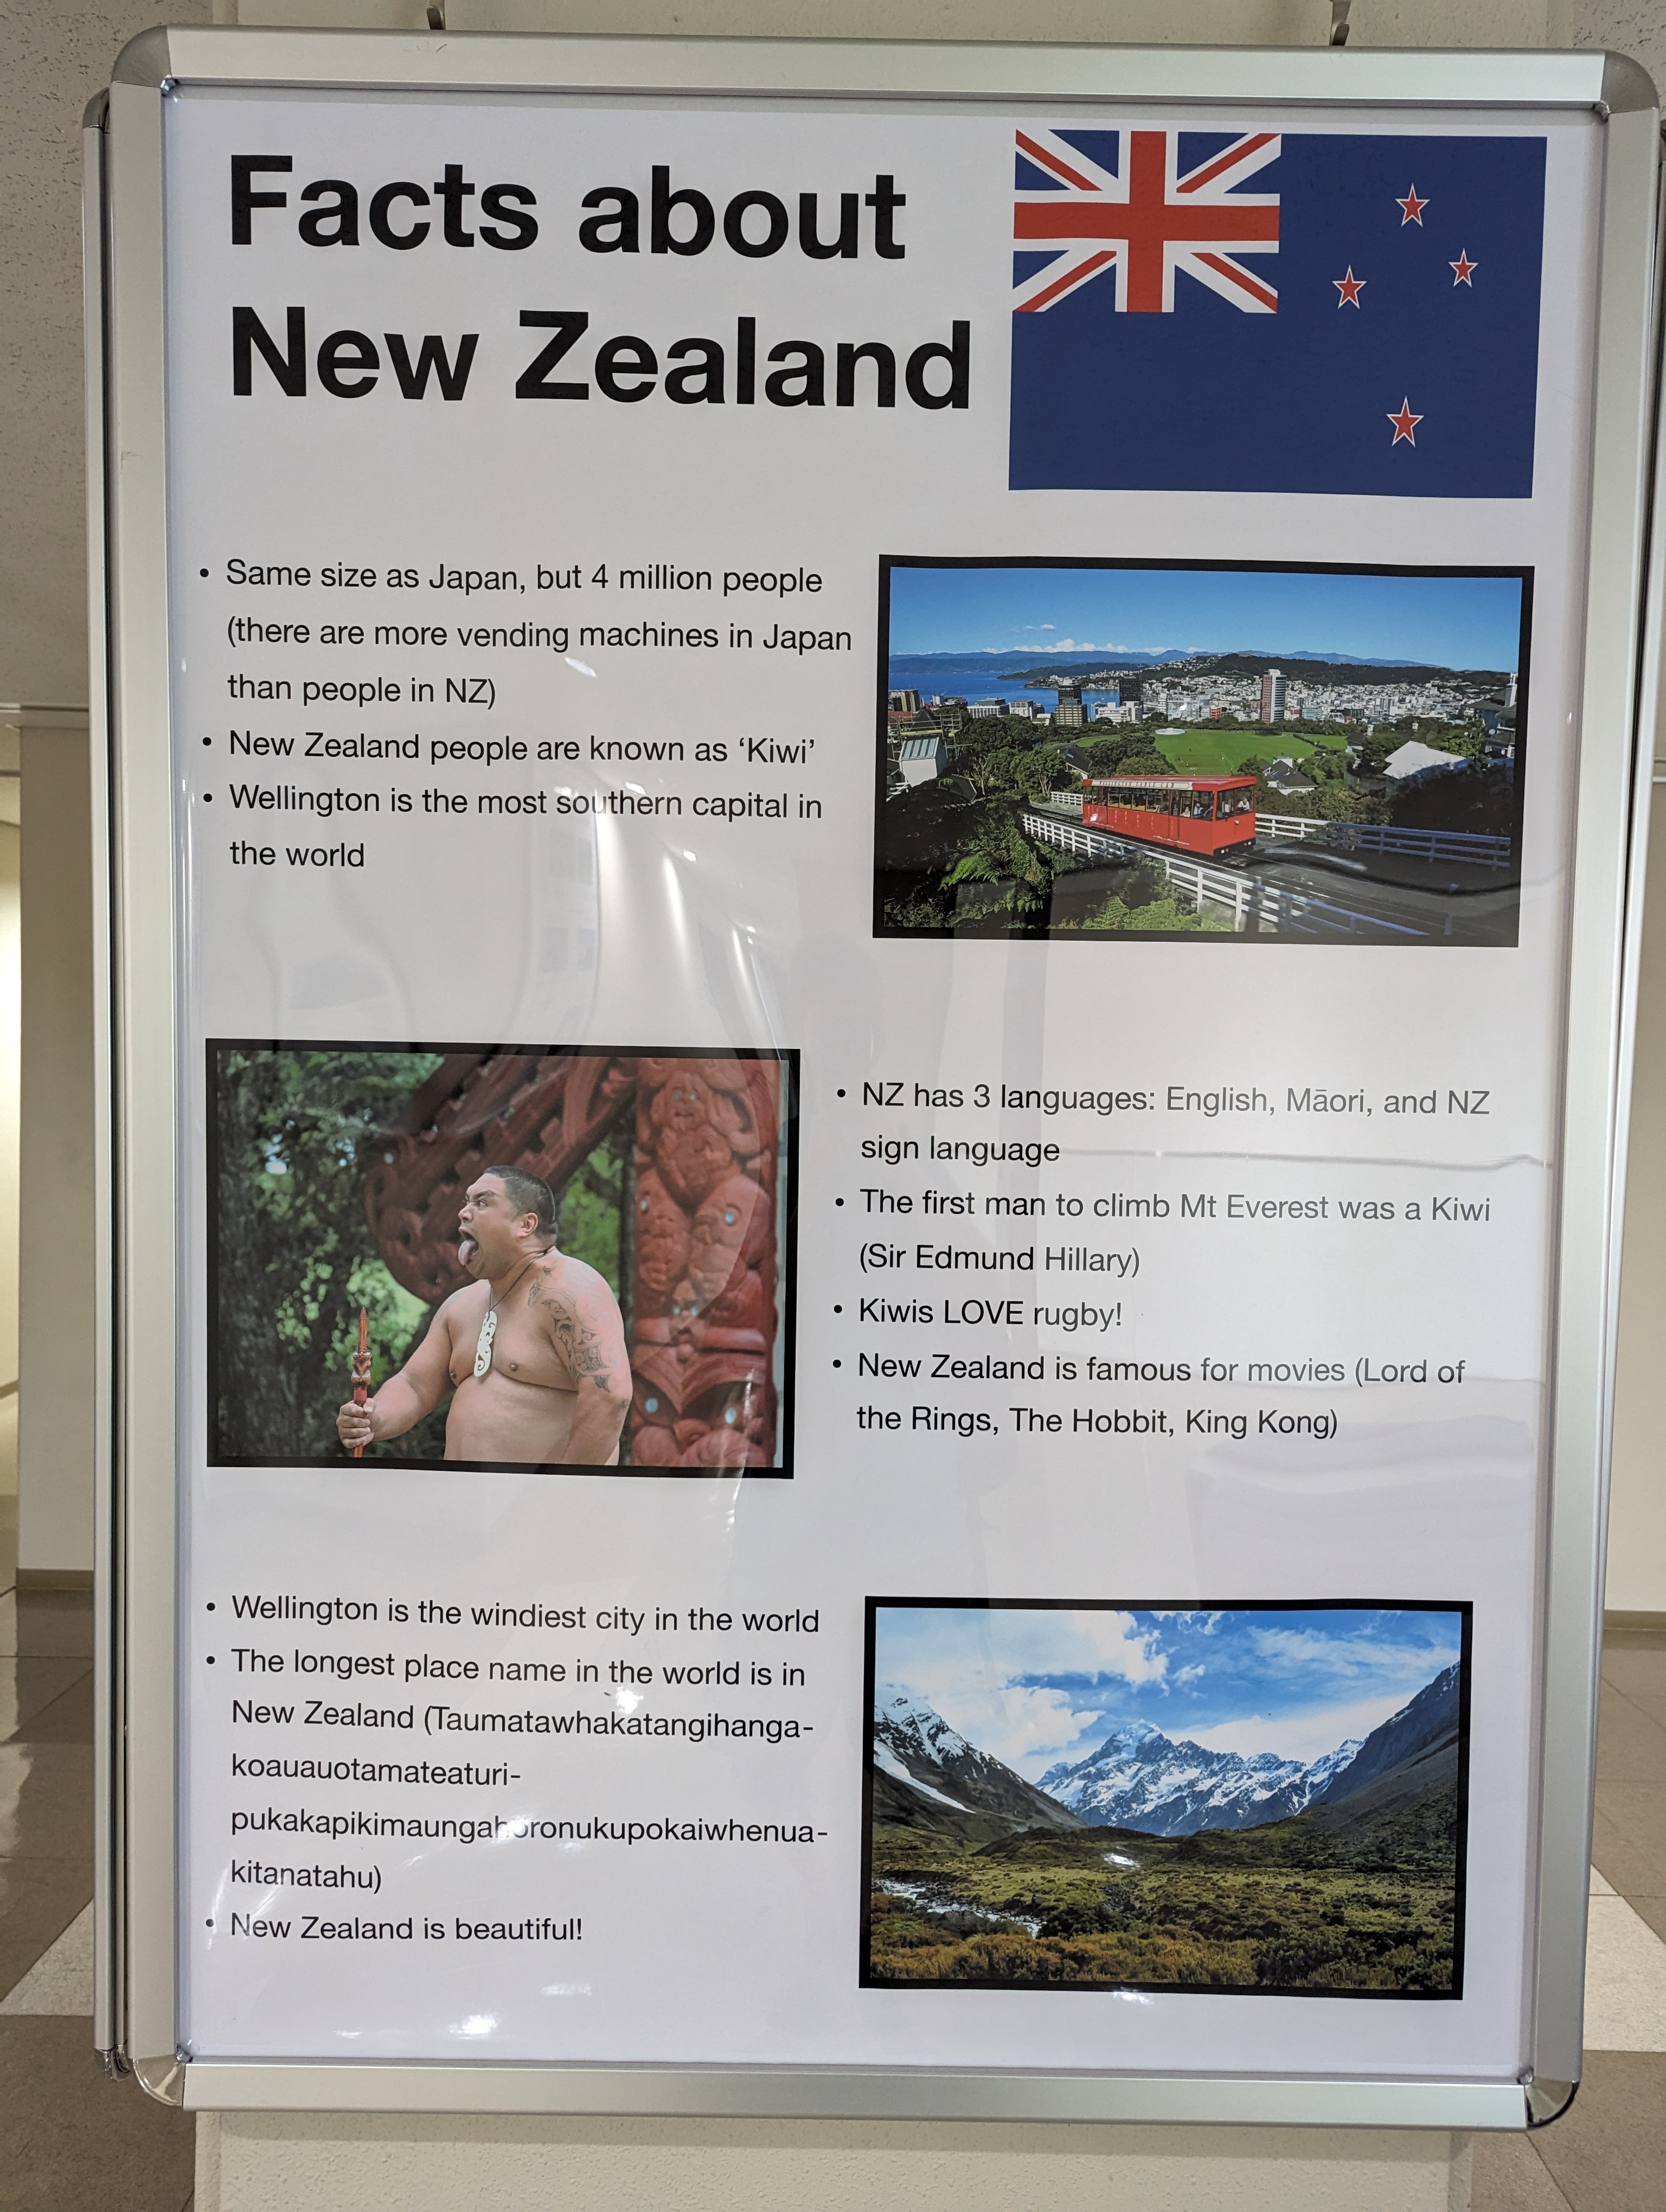 Facts about
New Zealand
• Same size as Japan, but 4 million people
(there are more vending machines in Japan
than people in NZ)
• New Zealand people are known as ‘Kiwi’
• Wellington is the most southern capital in
the world
• NZ has 3 languages: English, Māori, and NZ
sign language
• The first man to climb Mt Everest was a Kiwi
(Sir Edmund Hillary)
• Kiwis LOVE rugby!
• New Zealand is famous for movies (Lord of
the Rings, The Hobbit, King Kong)
• Wellington is the windiest city in the world
• The longest place name in the world is in
New Zealand (Taumatawhakatangihanga-
koauauotamateaturi-
pukakapikimaungahoronukupokaiwhenua-
kitanatahu)
• New Zealand is beautiful!